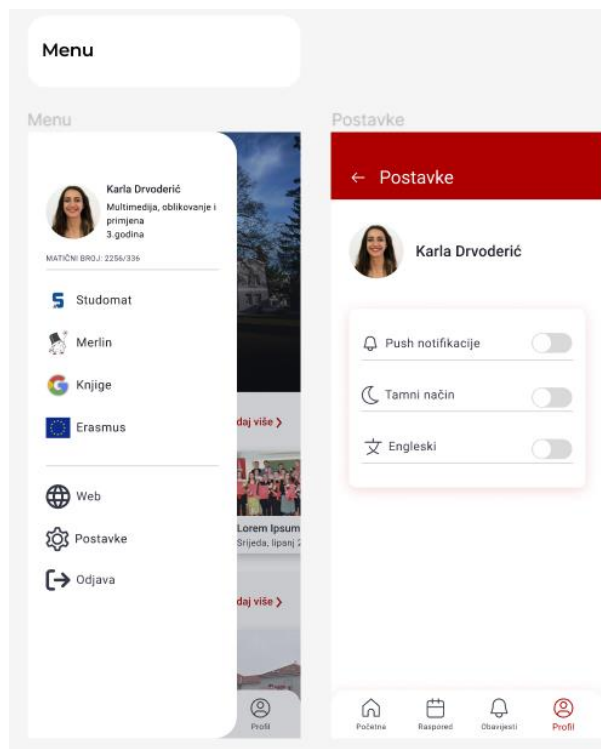 Menu
Menu
Karla Drvoderić
Multimedija, oblikovanje i
primjena
3.godina
MATIČNI BROJ: 2256/336
Studomat
Merlin
Knjige
Erasmus
Web
Postavke
Odjava
daj više
Lorem Ipsum
Srijeda, lipanj 2
daj više
Profil
Postavke
Postavke
Karla Drvoderić
Push notifikacije
Tamni način
文 Engleski
Početna
Raspored
Obavijesti
Profil